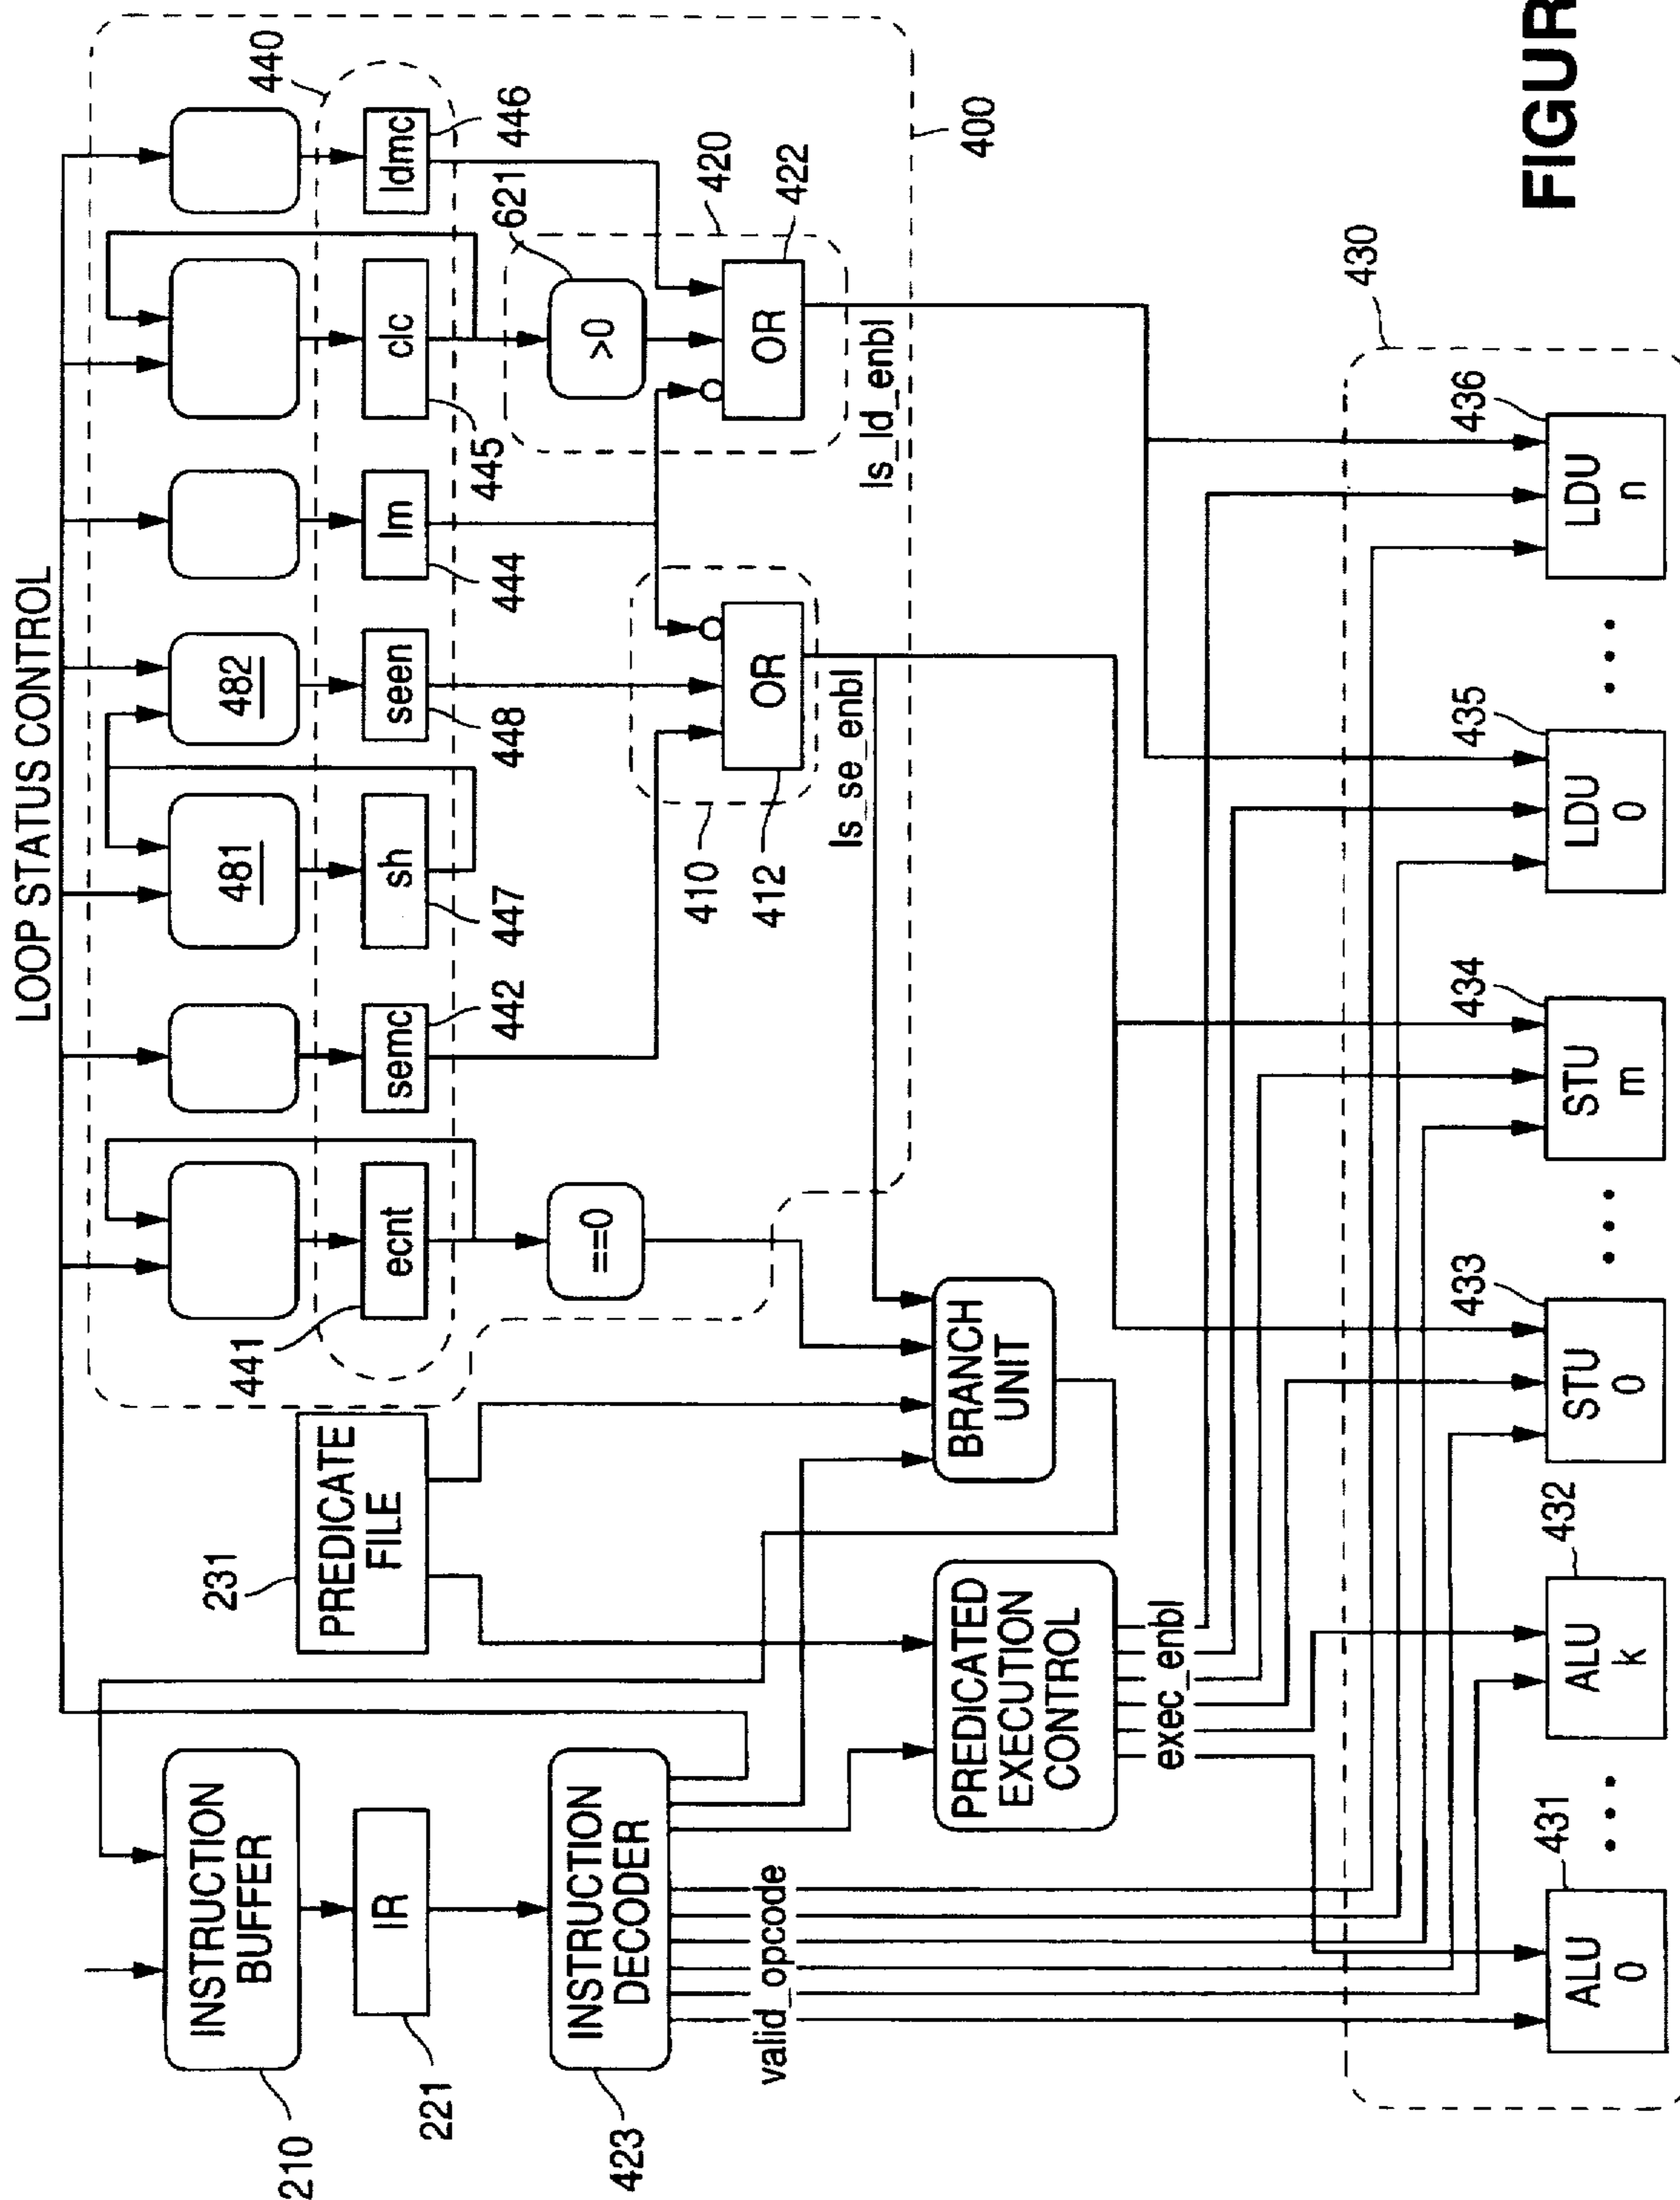 LOOP STATUS CONTROL
440
441
ecnt
semc
442
481
sh
447
482
seen
448
lm
444
clc
445
ldmc
446
==0
621
>0
420
OR
422
410
OR
412
ls_se_enbl
ls_ld_enbl
400
231
PREDICATE
FILE
210
INSTRUCTION
BUFFER
221
IR
423
INSTRUCTION
DECODER
valid_opcode
PREDICATED
EXECUTION
CONTROL
exec_enbl
BRANCH
UNIT
430
431
ALU
0
• • •
432
ALU
k
433
STU
0
• • •
434
STU
m
435
LDU
0
• • •
436
LDU
n
FIGUR